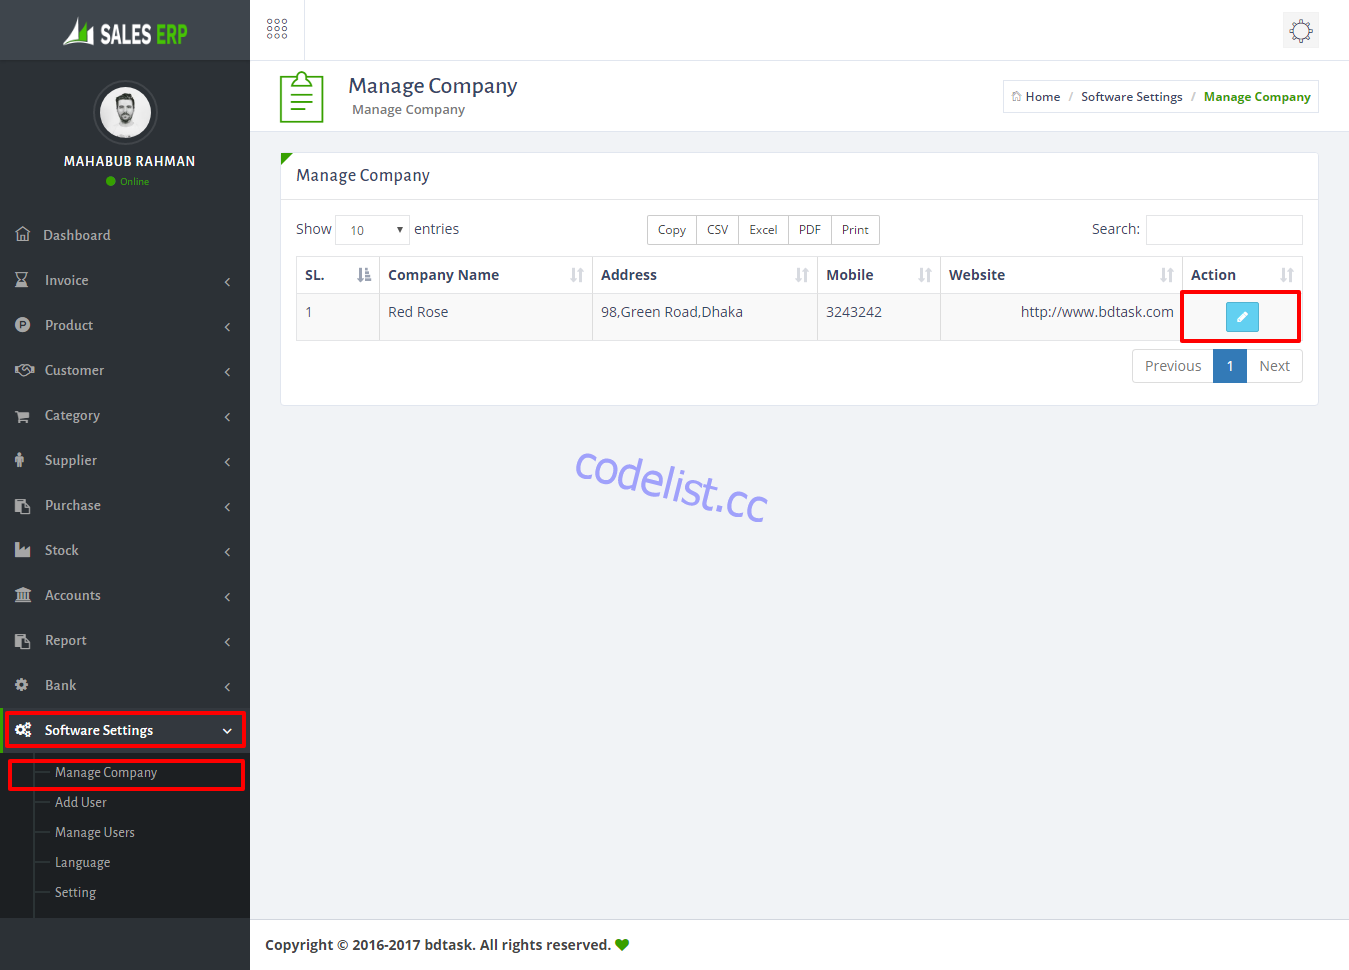 SALES ERP
MAHABUB RAHMAN
Online
Dashboard
Invoice
Product
Customer
Category
Supplier
Purchase
Stock
Accounts
Report
Bank
Software Settings
Manage Company
Add User
Manage Users
Language
Setting
Manage Company
Manage Company
Home / Software Settings / Manage Company
Manage Company
Show 10 entries
Copy CSV Excel PDF Print
Search:
SL. Company Name Address Mobile Website Action
1 Red Rose 98,Green Road,Dhaka 3243242 http://www.bdtask.com
Previous 1 Next
codelist.cc
Copyright © 2016-2017 bdtask. All rights reserved.